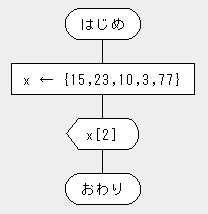 はじめ
x ← {15,23,10,3,77}
x[2]
おわり